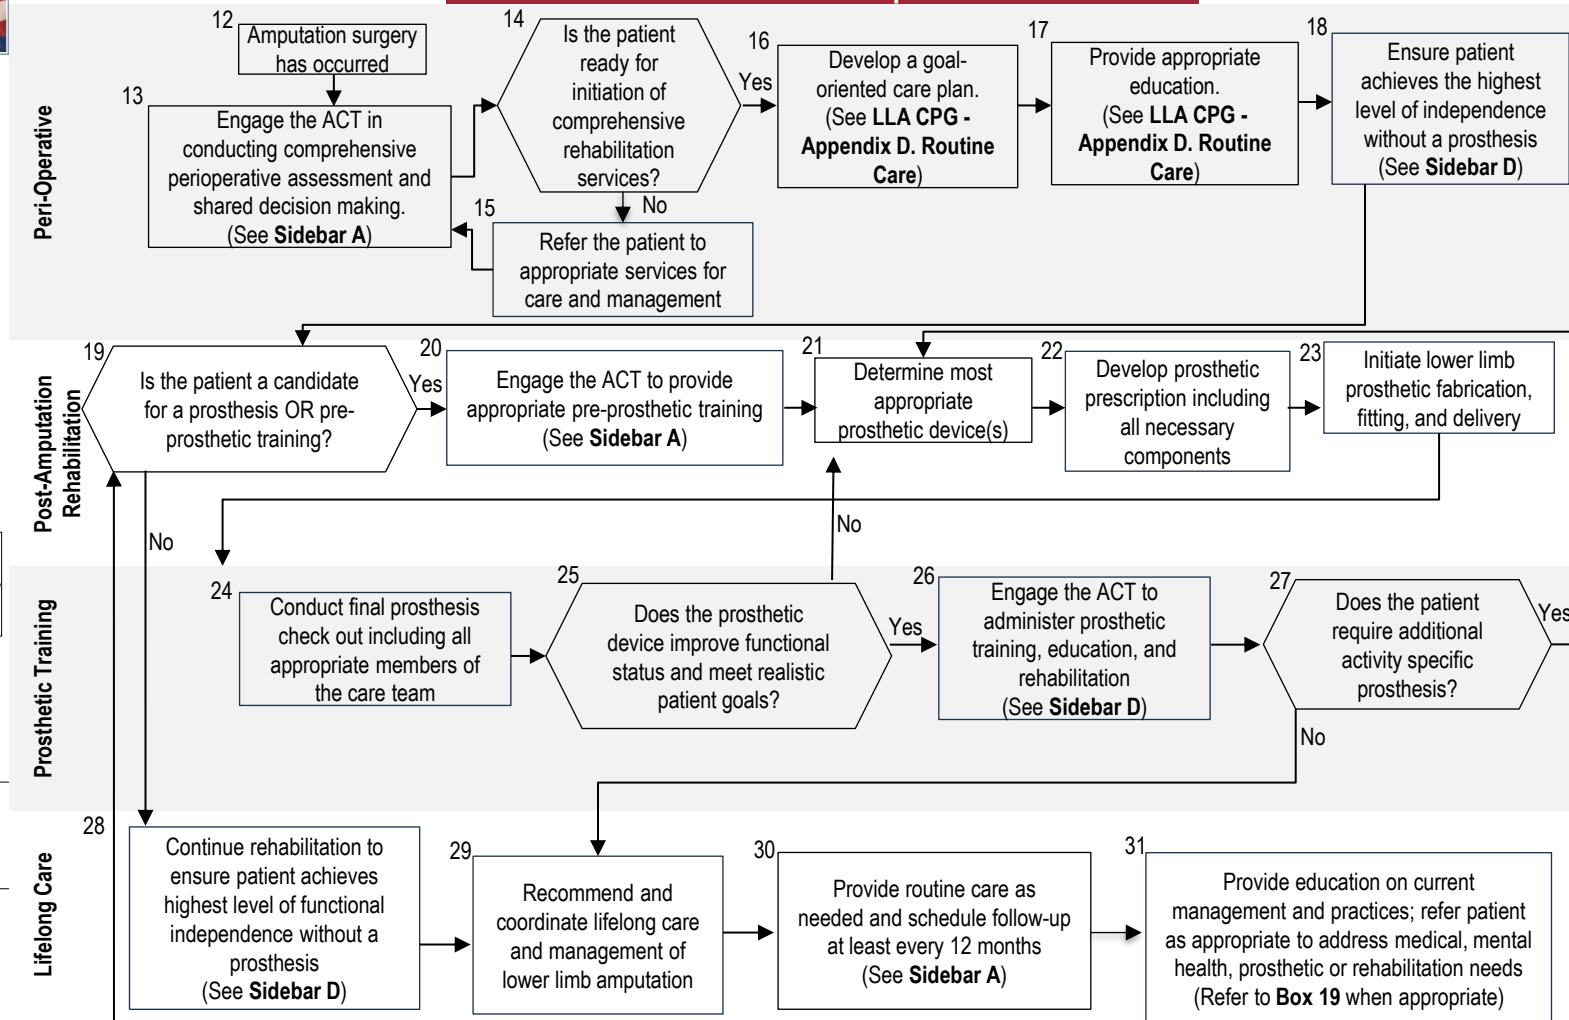 Peri-Operative
12
Amputation surgery
has occurred
13
Engage the ACT in
conducting comprehensive
perioperative assessment and
shared decision making.
(See Sidebar A)
14
Is the patient
ready for
initiation of
comprehensive
rehabilitation
services?
Yes
No
15
Refer the patient to
appropriate services for
care and management
16
Develop a goal-
oriented care plan.
(See LLA CPG -
Appendix D. Routine
Care)
17
Provide appropriate
education.
(See LLA CPG -
Appendix D. Routine
Care)
18
Ensure patient
achieves the highest
level of independence
without a prosthesis
(See Sidebar D)
Post-Amputation
Rehabilitation
19
Is the patient a candidate
for a prosthesis OR pre-
prosthetic training?
Yes
No
20
Engage the ACT to provide
appropriate pre-prosthetic training
(See Sidebar A)
21
Determine most
appropriate
prosthetic device(s)
22
Develop prosthetic
prescription including
all necessary
components
23
Initiate lower limb
prosthetic fabrication,
fitting, and delivery
Prosthetic Training
24
Conduct final prosthesis
check out including all
appropriate members of
the care team
25
Does the prosthetic
device improve functional
status and meet realistic
patient goals?
No
Yes
26
Engage the ACT to
administer prosthetic
training, education, and
rehabilitation
(See Sidebar D)
27
Does the patient
require additional
activity specific
prosthesis?
Yes
No
Lifelong Care
28
Continue rehabilitation to
ensure patient achieves
highest level of functional
independence without a
prosthesis
(See Sidebar D)
29
Recommend and
coordinate lifelong care
and management of
lower limb amputation
30
Provide routine care as
needed and schedule follow-up
at least every 12 months
(See Sidebar A)
31
Provide education on current
management and practices; refer patient
as appropriate to address medical, mental
health, prosthetic or rehabilitation needs
(Refer to Box 19 when appropriate)